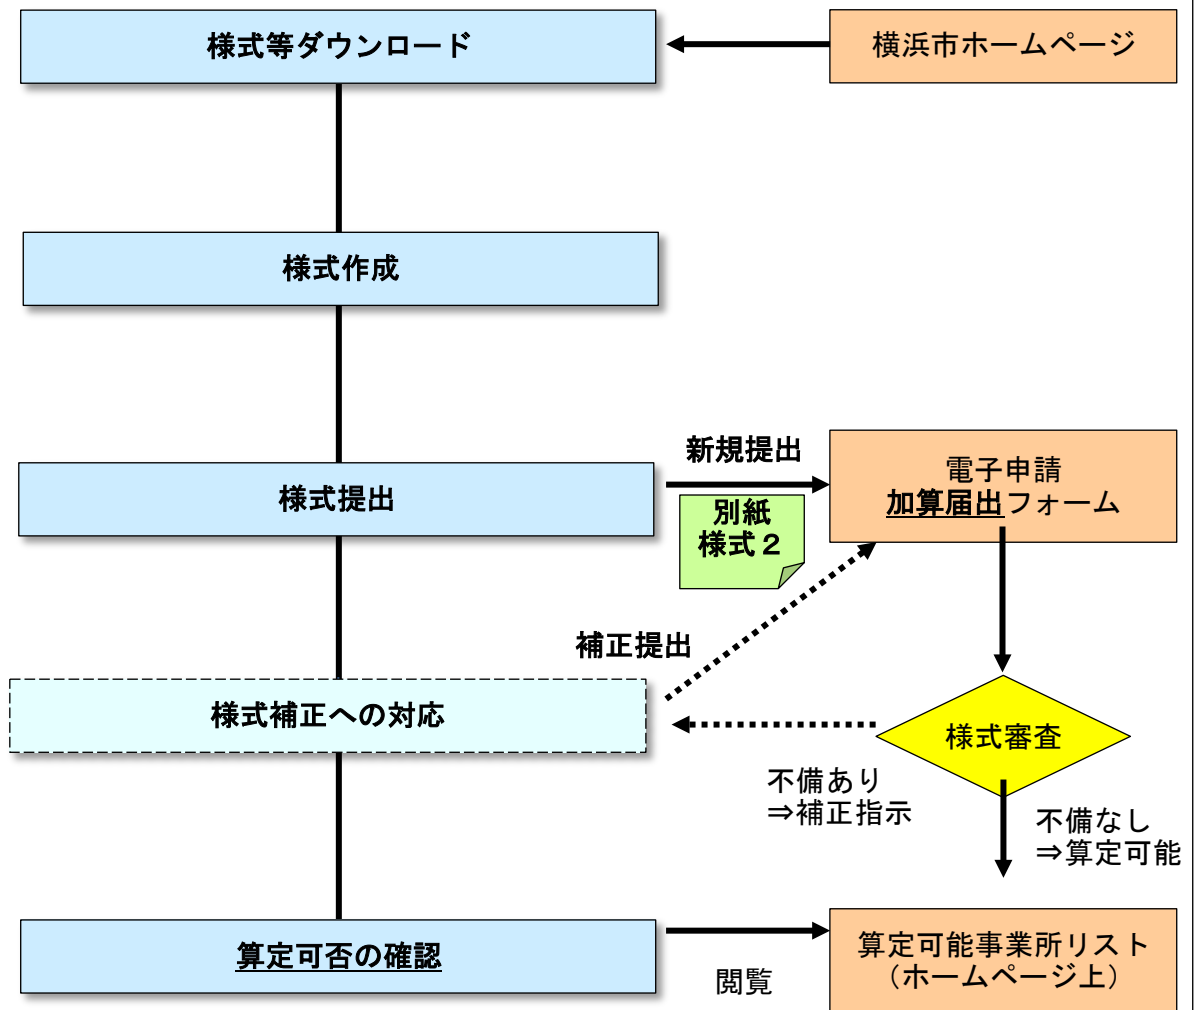 様式等ダウンロード
横浜市ホームページ
様式作成
様式提出
新規提出
別紙
様式２
電子申請
加算届出フォーム
補正提出
様式補正への対応
様式審査
不備あり
⇒補正指示
不備なし
⇒算定可能
算定可否の確認
閲覧
算定可能事業所リスト
（ホームページ上）